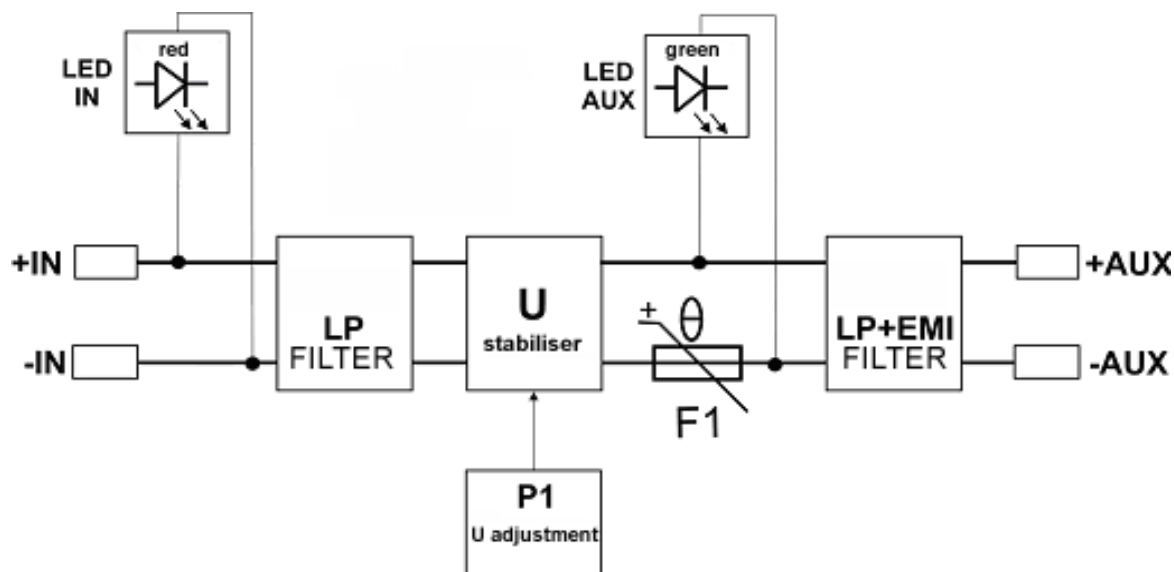 red
LED
IN
green
LED
AUX
+IN
-IN
LP
FILTER
U
stabiliser
+ θ
F1
LP+EMI
FILTER
+AUX
-AUX
P1
U adjustment